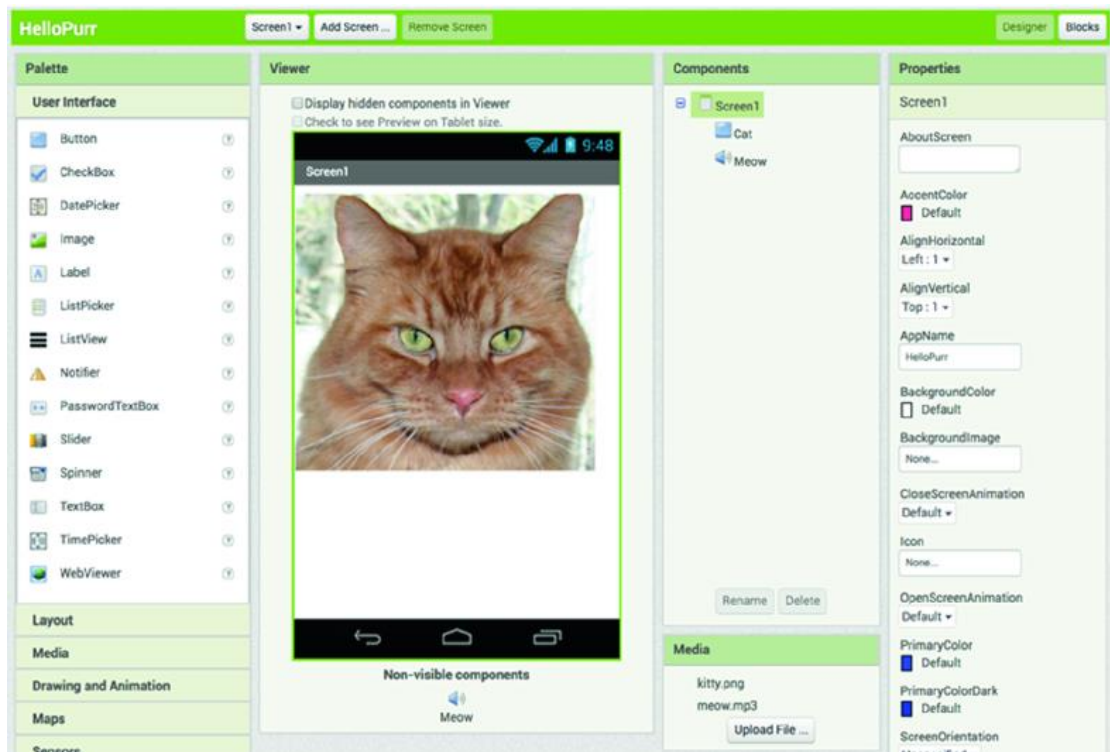 HelloPurr
Screen1
Add Screen ...
Remove Screen
Designer
Blocks
Palette
User Interface
Button
CheckBox
DatePicker
Image
Label
ListPicker
ListView
Notifier
PasswordTextBox
Slider
Spinner
TextBox
TimePicker
WebViewer
Layout
Media
Drawing and Animation
Maps
Sensors
Viewer
Display hidden components in Viewer
Check to see Preview on Tablet size.
9:48
Screen1
Non-visible components
Meow
Components
Screen1
Cat
Meow
Rename Delete
Media
kitty.png
meow.mp3
Upload File ...
Properties
Screen1
AboutScreen
AccentColor
Default
AlignHorizontal
Left : 1
AlignVertical
Top : 1
AppName
HelloPurr
BackgroundColor
Default
BackgroundImage
None...
CloseScreenAnimation
Default
Icon
None...
OpenScreenAnimation
Default
PrimaryColor
Default
PrimaryColorDark
Default
ScreenOrientation